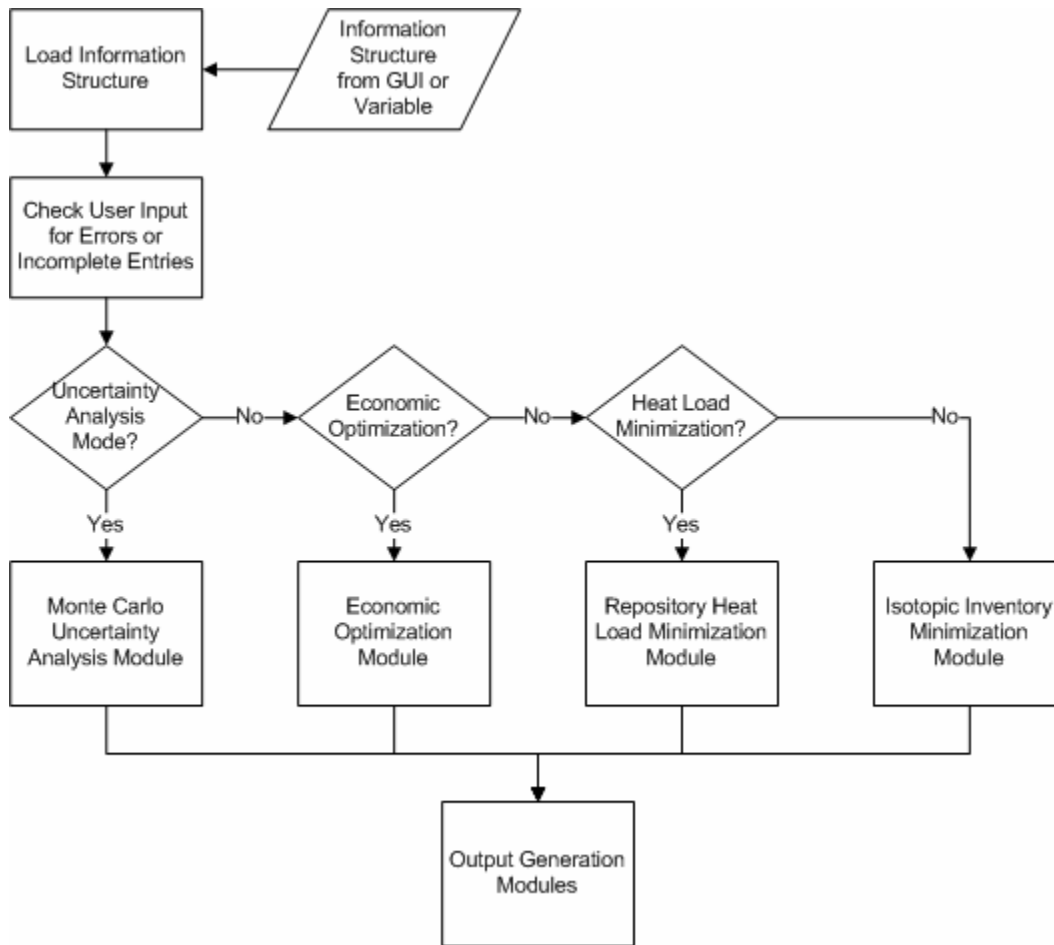 Load Information
Structure
Information
Structure
from GUI or
Variable
Check User Input
for Errors or
Incomplete Entries
Uncertainty
Analysis
Mode?
No
Economic
Optimization?
No
Heat Load
Minimization?
No
Yes
Yes
Yes
Monte Carlo
Uncertainty
Analysis Module
Economic
Optimization
Module
Repository Heat
Load Minimization
Module
Isotopic Inventory
Minimization
Module
Output Generation
Modules